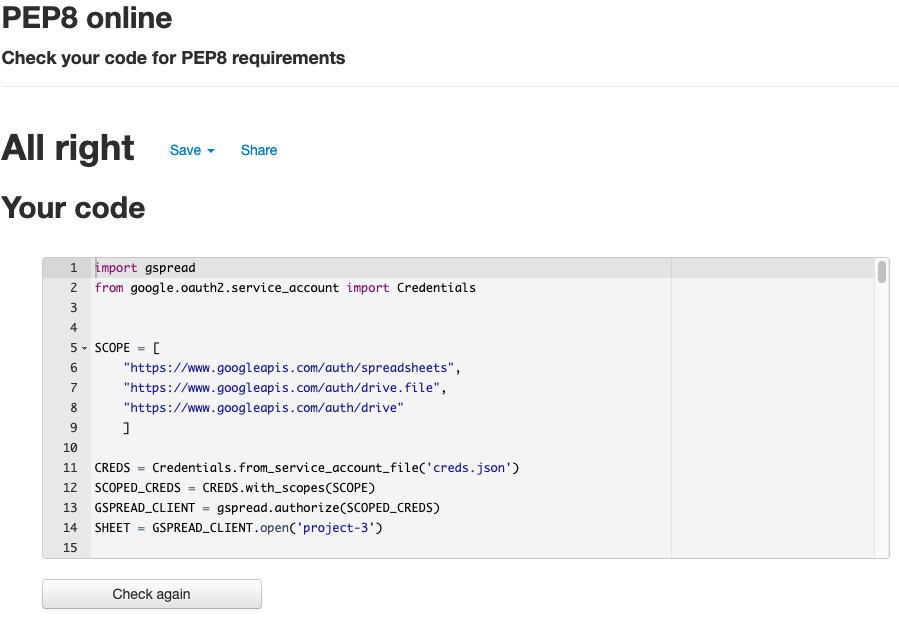 PEP8 online
Check your code for PEP8 requirements
All right Save Share
Your code
1 import gspread
2 from google.oauth2.service_account import Credentials
3
4
5 SCOPE = [
6     "https://www.googleapis.com/auth/spreadsheets",
7     "https://www.googleapis.com/auth/drive.file",
8     "https://www.googleapis.com/auth/drive"
9     ]
10
11 CREDS = Credentials.from_service_account_file('creds.json')
12 SCOPED_CREDS = CREDS.with_scopes(SCOPE)
13 GSPREAD_CLIENT = gspread.authorize(SCOPED_CREDS)
14 SHEET = GSPREAD_CLIENT.open('project-3')
15
Check again